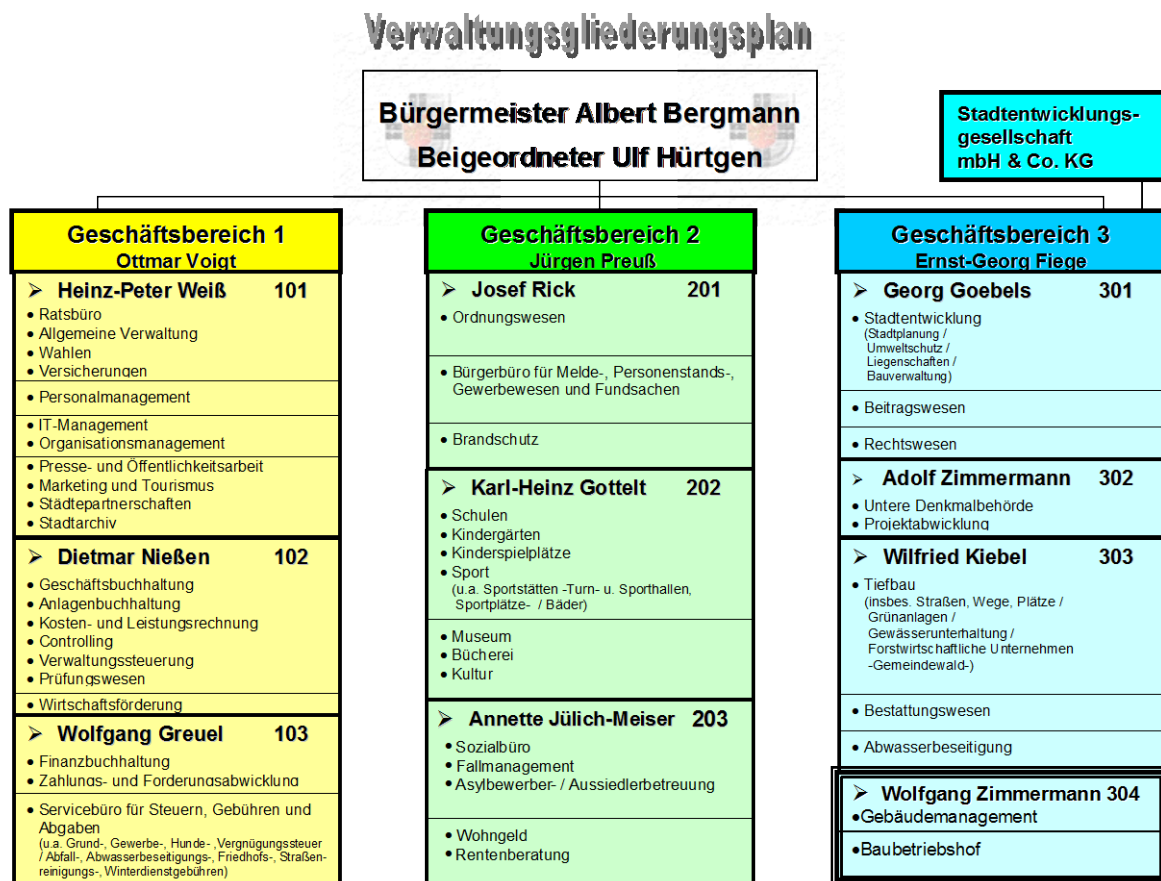 Verwaltungsgliederungsplan
Bürgermeister Albert Bergmann
Beigeordneter Ulf Hürtgen
Stadtentwicklungs-
gesellschaft
mbH & Co. KG
Geschäftsbereich 1
Ottmar Voigt
➢ Heinz-Peter Weiß 101
• Ratsbüro
• Allgemeine Verwaltung
• Wahlen
• Versicherungen
• Personalmanagement
• IT-Management
• Organisationsmanagement
• Presse- und Öffentlichkeitsarbeit
• Marketing und Tourismus
• Städtepartnerschaften
• Stadtarchiv
➢ Dietmar Nießen 102
• Geschäftsbuchhaltung
• Anlagenbuchhaltung
• Kosten- und Leistungsrechnung
• Controlling
• Verwaltungssteuerung
• Prüfungswesen
• Wirtschaftsförderung
➢ Wolfgang Greuel 103
• Finanzbuchhaltung
• Zahlungs- und Forderungsabwicklung
• Servicebüro für Steuern, Gebühren und
Abgaben
(u.a. Grund-, Gewerbe-, Hunde- ,Vergnügungssteuer
/ Abfall-, Abwasserbeseitigungs-, Friedhofs-, Straßen-
reinigungs-, Winterdienstgebühren)
Geschäftsbereich 2
Jürgen Preuß
➢ Josef Rick 201
• Ordnungswesen
• Bürgerbüro für Melde-, Personenstands-,
Gewerbewesen und Fundsachen
• Brandschutz
➢ Karl-Heinz Gottelt 202
• Schulen
• Kindergärten
• Kinderspielplätze
• Sport
(u.a. Sportstätten -Turn- u. Sporthallen,
Sportplätze- / Bäder)
• Museum
• Bücherei
• Kultur
➢ Annette Jülich-Meiser 203
• Sozialbüro
• Fallmanagement
• Asylbewerber- / Aussiedlerbetreuung
• Wohngeld
• Rentenberatung
Geschäftsbereich 3
Ernst-Georg Fiege
➢ Georg Goebels 301
• Stadtentwicklung
(Stadtplanung /
Umweltschutz /
Liegenschaften /
Bauverwaltung)
• Beitragswesen
• Rechtswesen
➢ Adolf Zimmermann 302
• Untere Denkmalbehörde
• Projektabwicklung
➢ Wilfried Kiebel 303
• Tiefbau
(insbes. Straßen, Wege, Plätze /
Grünanlagen /
Gewässerunterhaltung /
Forstwirtschaftliche Unternehmen
-Gemeindewald-)
• Bestattungswesen
• Abwasserbeseitigung
➢ Wolfgang Zimmermann 304
•Gebäudemanagement
•Baubetriebshof